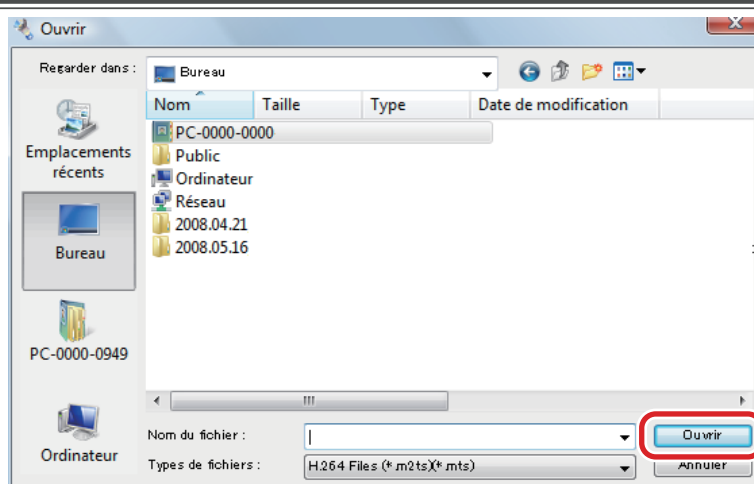 Ouvrir
Regarder dans :
Bureau
Nom Taille Type Date de modification
PC-0000-0000
Public
Ordinateur
Réseau
2008.04.21
2008.05.16
Emplacements
récents
Bureau
PC-0000-0949
Ordinateur
Nom du fichier :
Ouvrir
Types de fichiers :
H.264 Files (*.m2ts)(*.mts)
Annuler